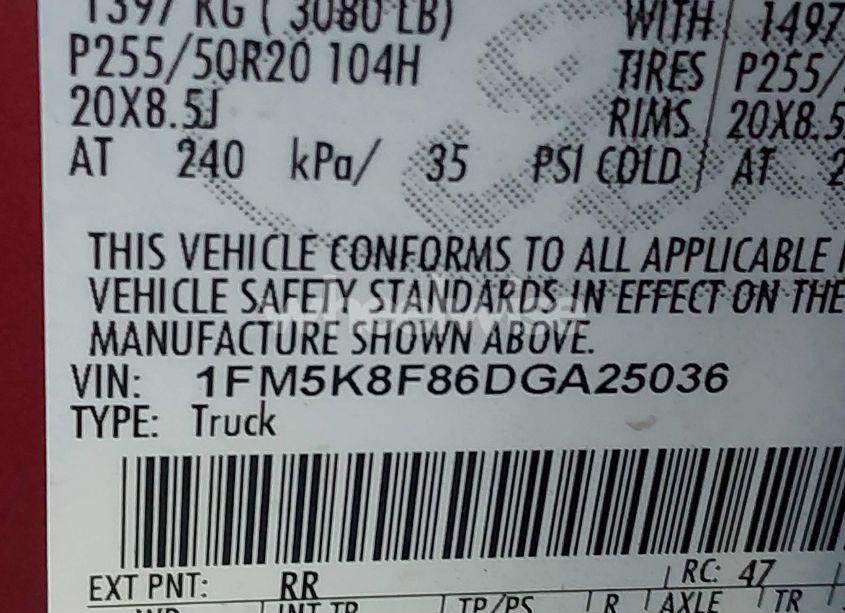 1397 KG ( 3080 LB) WITH 1497
P255/50R20 104H TIRES P255/
20X8.5J RIMS 20X8.5
AT 240 kPa/ 35 PSI COLD AT 2
THIS VEHICLE CONFORMS TO ALL APPLICABLE
VEHICLE SAFETY STANDARDS IN EFFECT ON THE
MANUFACTURE SHOWN ABOVE.
VIN: 1FM5K8F86DGA25036
TYPE: Truck
EXT PNT: RR RC: 47
INT TR TP/PS R AXLE TR